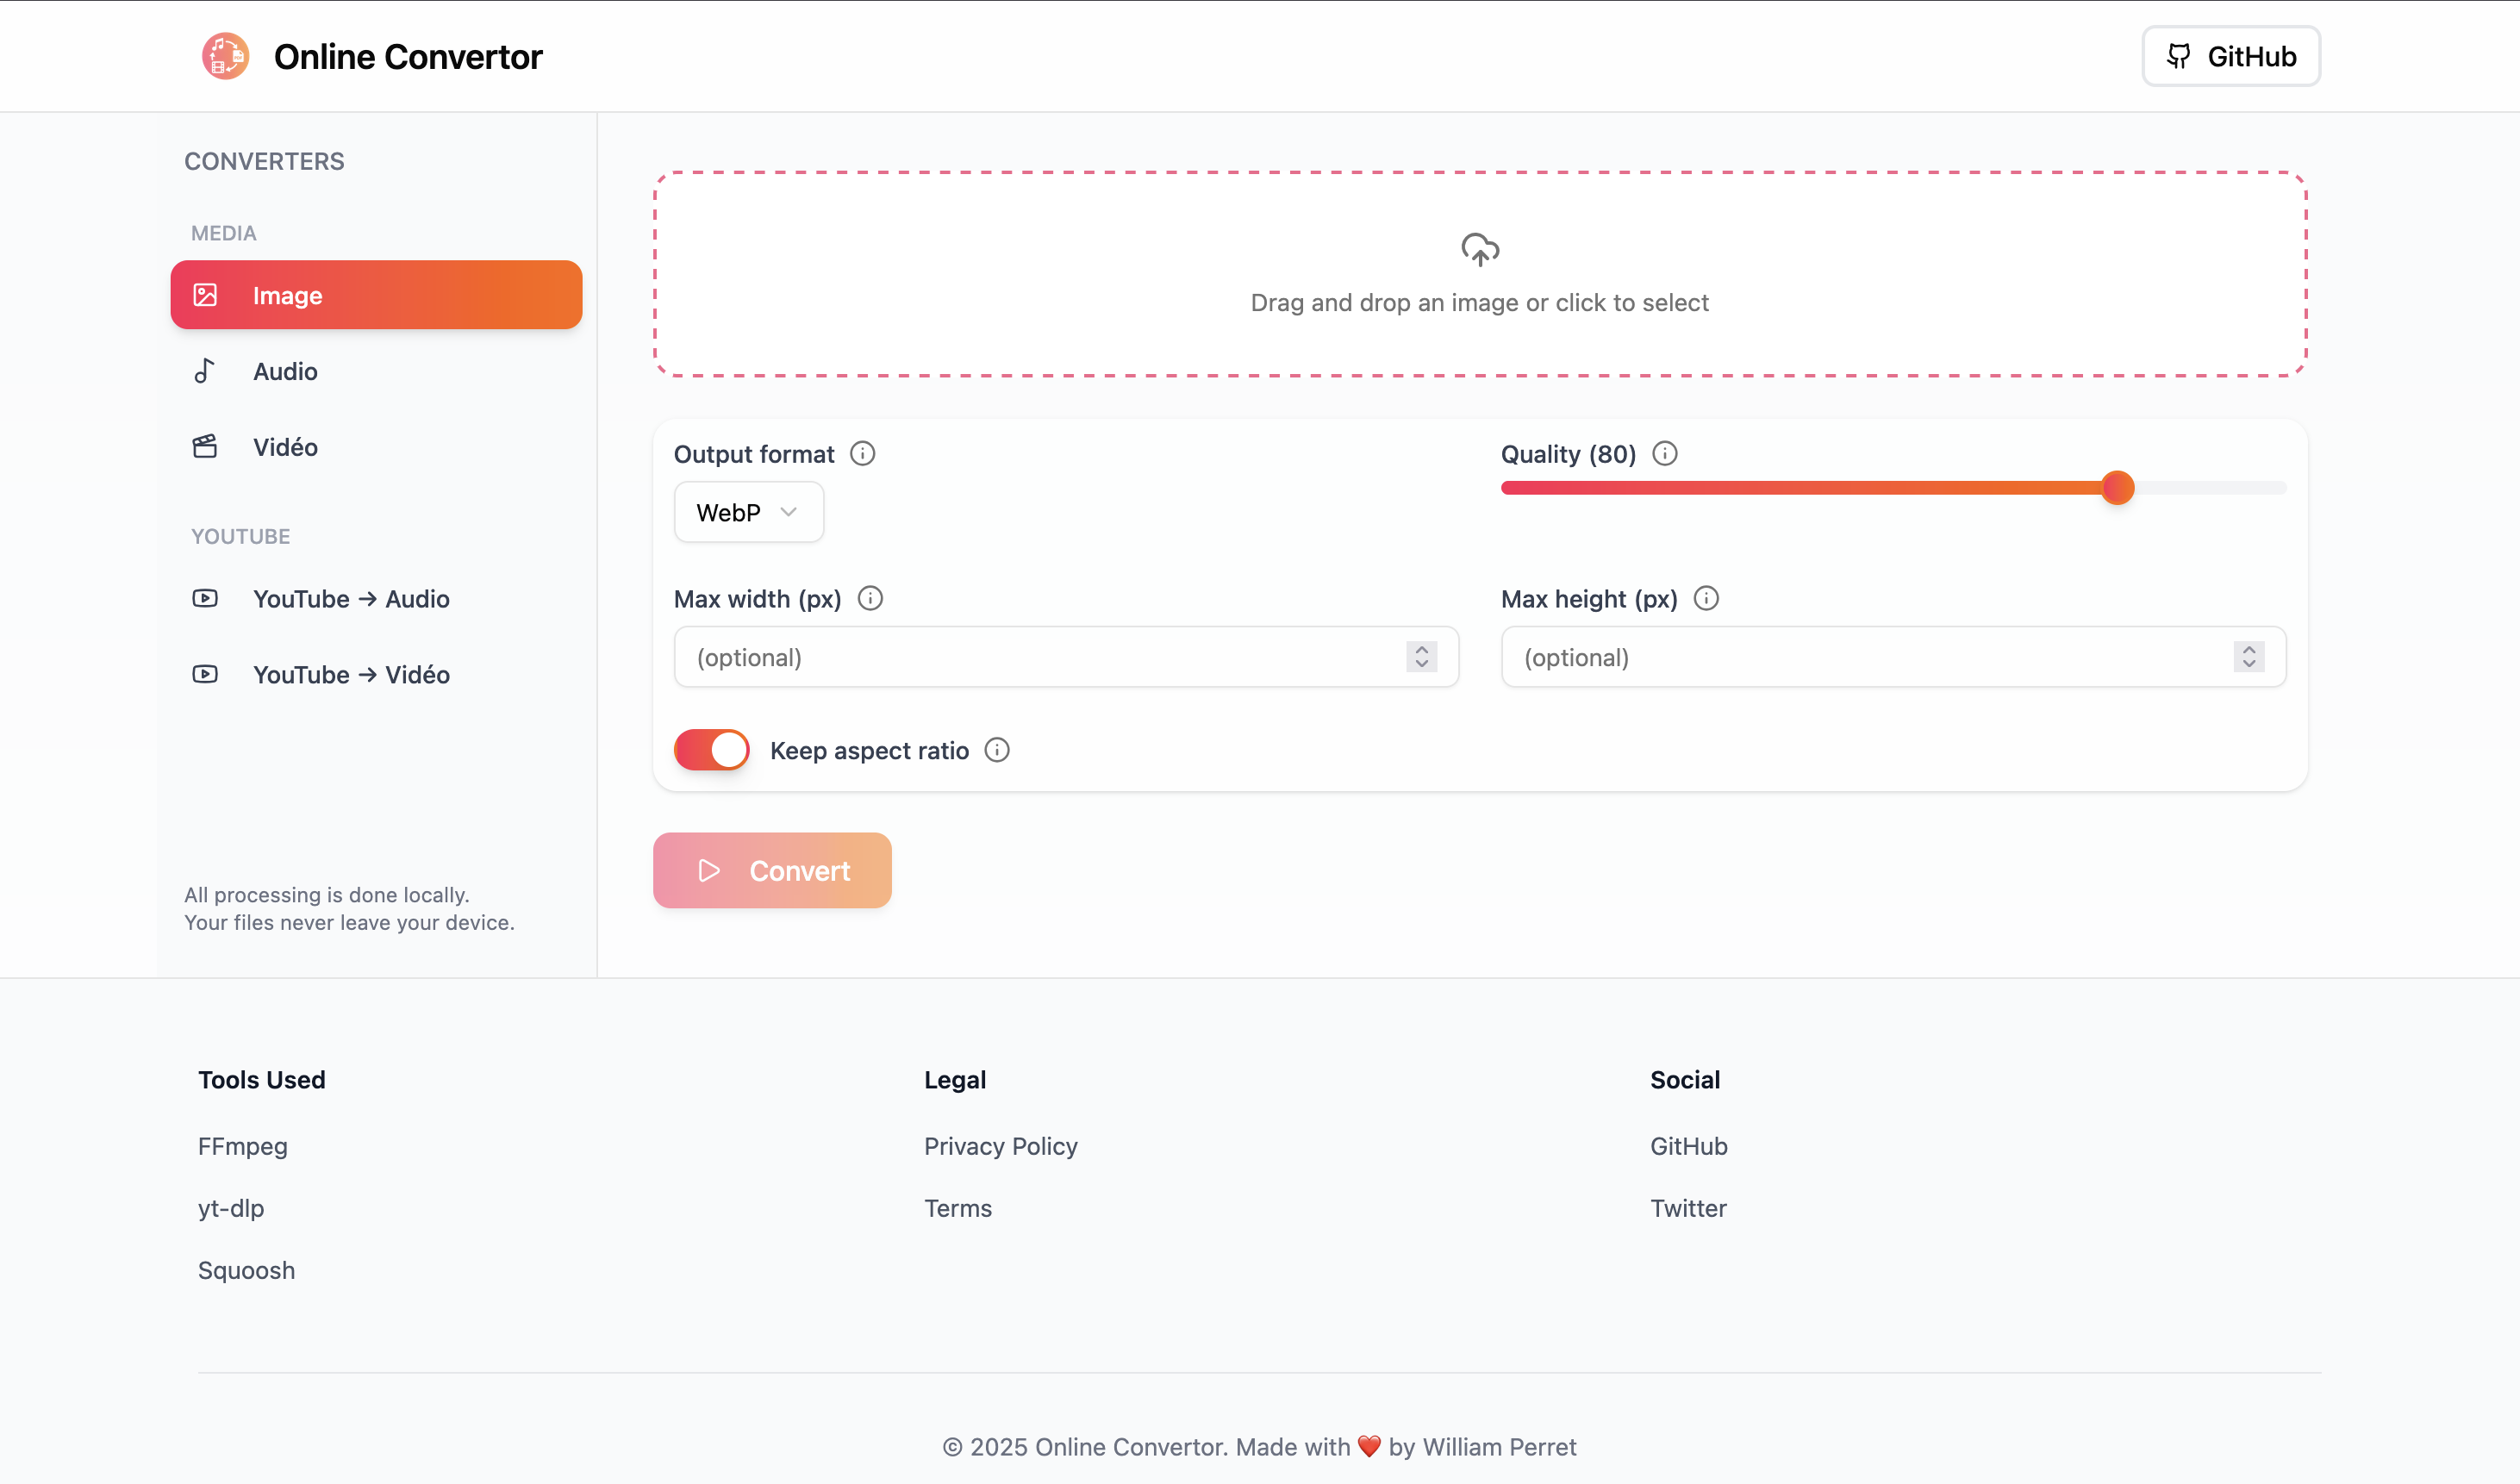 Online Convertor
GitHub
CONVERTERS
MEDIA
Image
Audio
Vidéo
YOUTUBE
YouTube → Audio
YouTube → Vidéo
All processing is done locally.
Your files never leave your device.
Drag and drop an image or click to select
Output format
WebP
Quality (80)
Max width (px)
(optional)
Max height (px)
(optional)
Keep aspect ratio
Convert
Tools Used
FFmpeg
yt-dlp
Squoosh
Legal
Privacy Policy
Terms
Social
GitHub
Twitter
© 2025 Online Convertor. Made with ❤️ by William Perret